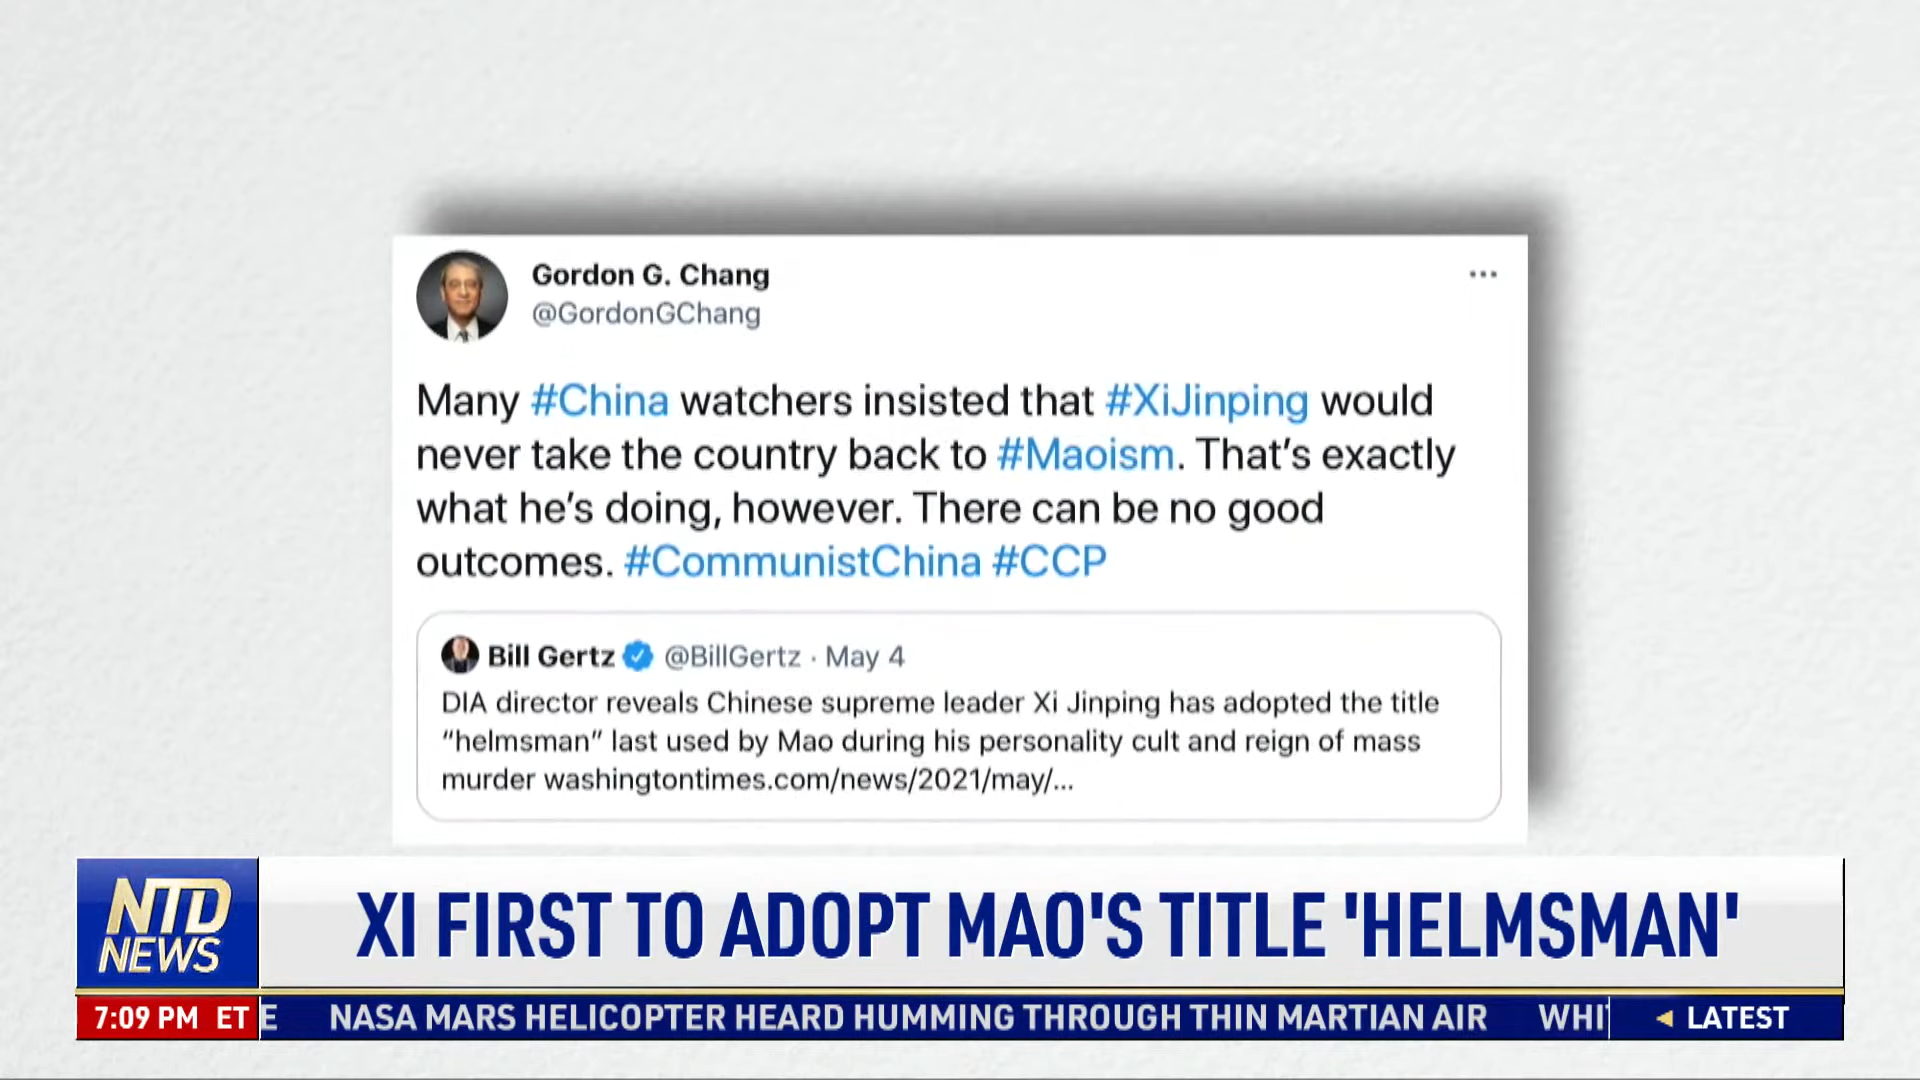 Gordon G. Chang
@GordonGChang
Many #China watchers insisted that #XiJinping would
never take the country back to #Maoism. That’s exactly
what he’s doing, however. There can be no good
outcomes. #CommunistChina #CCP
Bill Gertz @BillGertz · May 4
DIA director reveals Chinese supreme leader Xi Jinping has adopted the title
“helmsman” last used by Mao during his personality cult and reign of mass
murder washingtontimes.com/news/2021/may/...
NTD
NEWS
XI FIRST TO ADOPT MAO'S TITLE 'HELMSMAN'
7:09 PM ET
NASA MARS HELICOPTER HEARD HUMMING THROUGH THIN MARTIAN AIR
LATEST